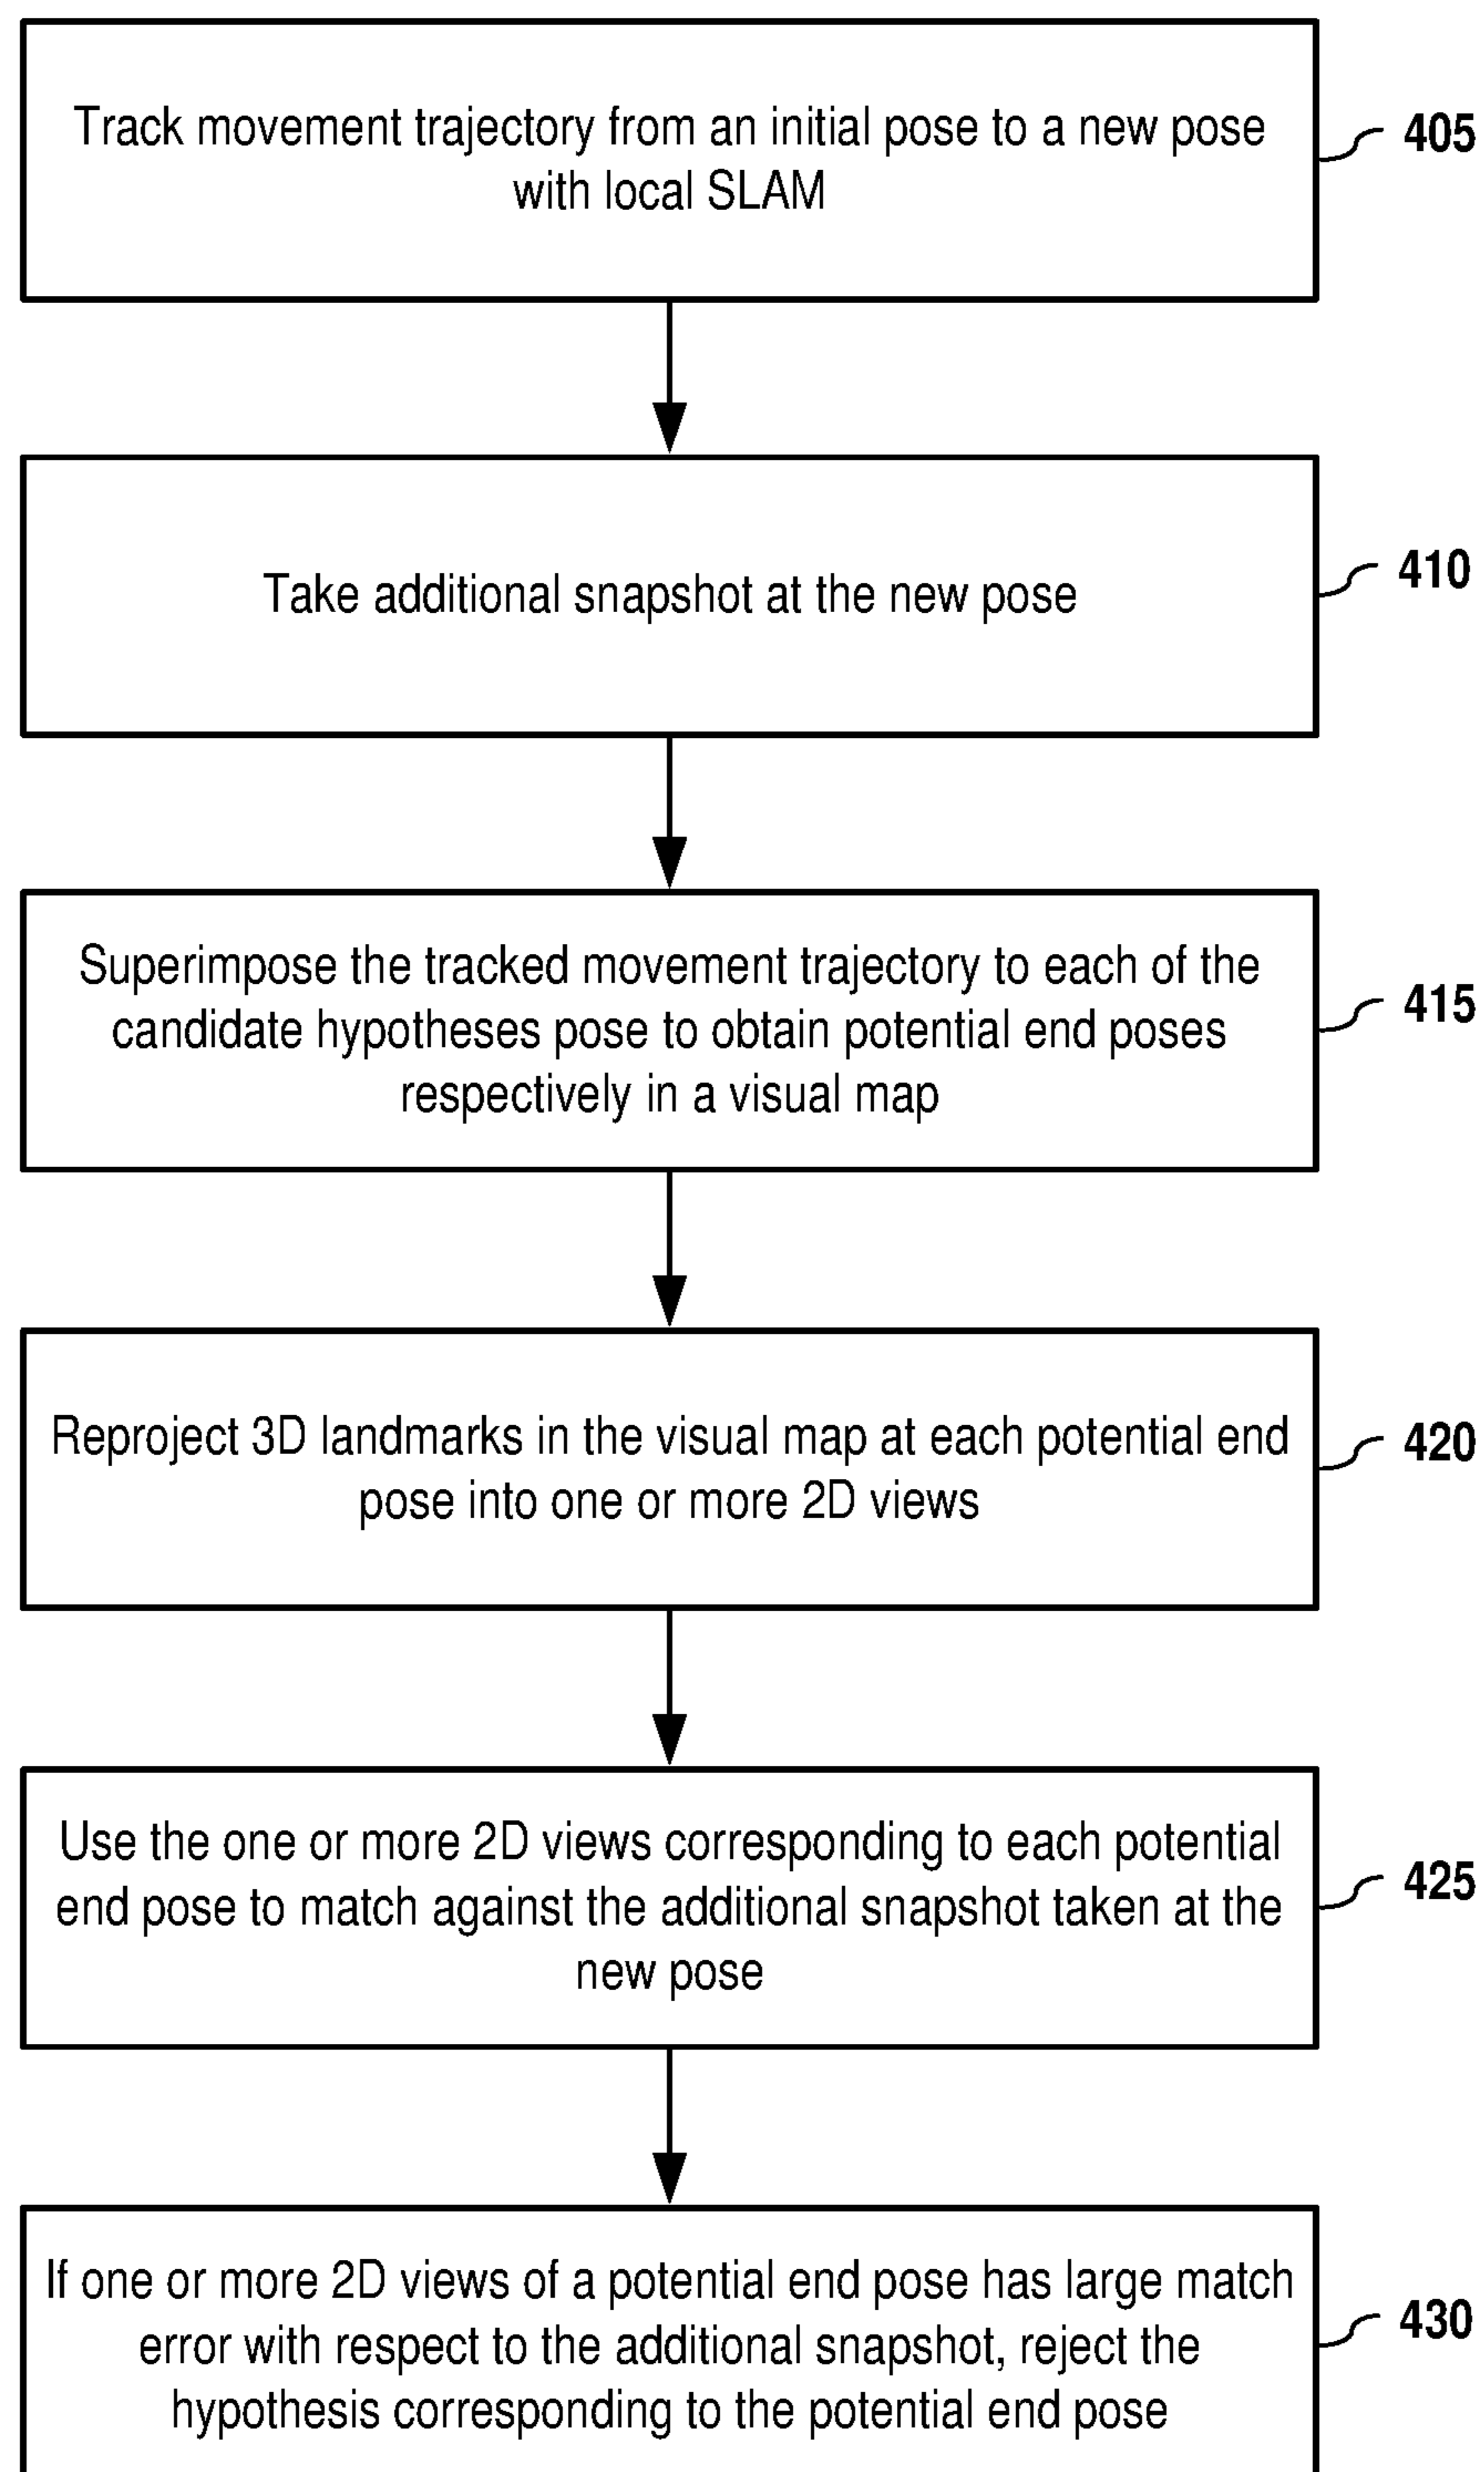 Track movement trajectory from an initial pose to a new pose
with local SLAM
405
Take additional snapshot at the new pose
410
Superimpose the tracked movement trajectory to each of the
candidate hypotheses pose to obtain potential end poses
respectively in a visual map
415
Reproject 3D landmarks in the visual map at each potential end
pose into one or more 2D views
420
Use the one or more 2D views corresponding to each potential
end pose to match against the additional snapshot taken at the
new pose
425
If one or more 2D views of a potential end pose has large match
error with respect to the additional snapshot, reject the
hypothesis corresponding to the potential end pose
430